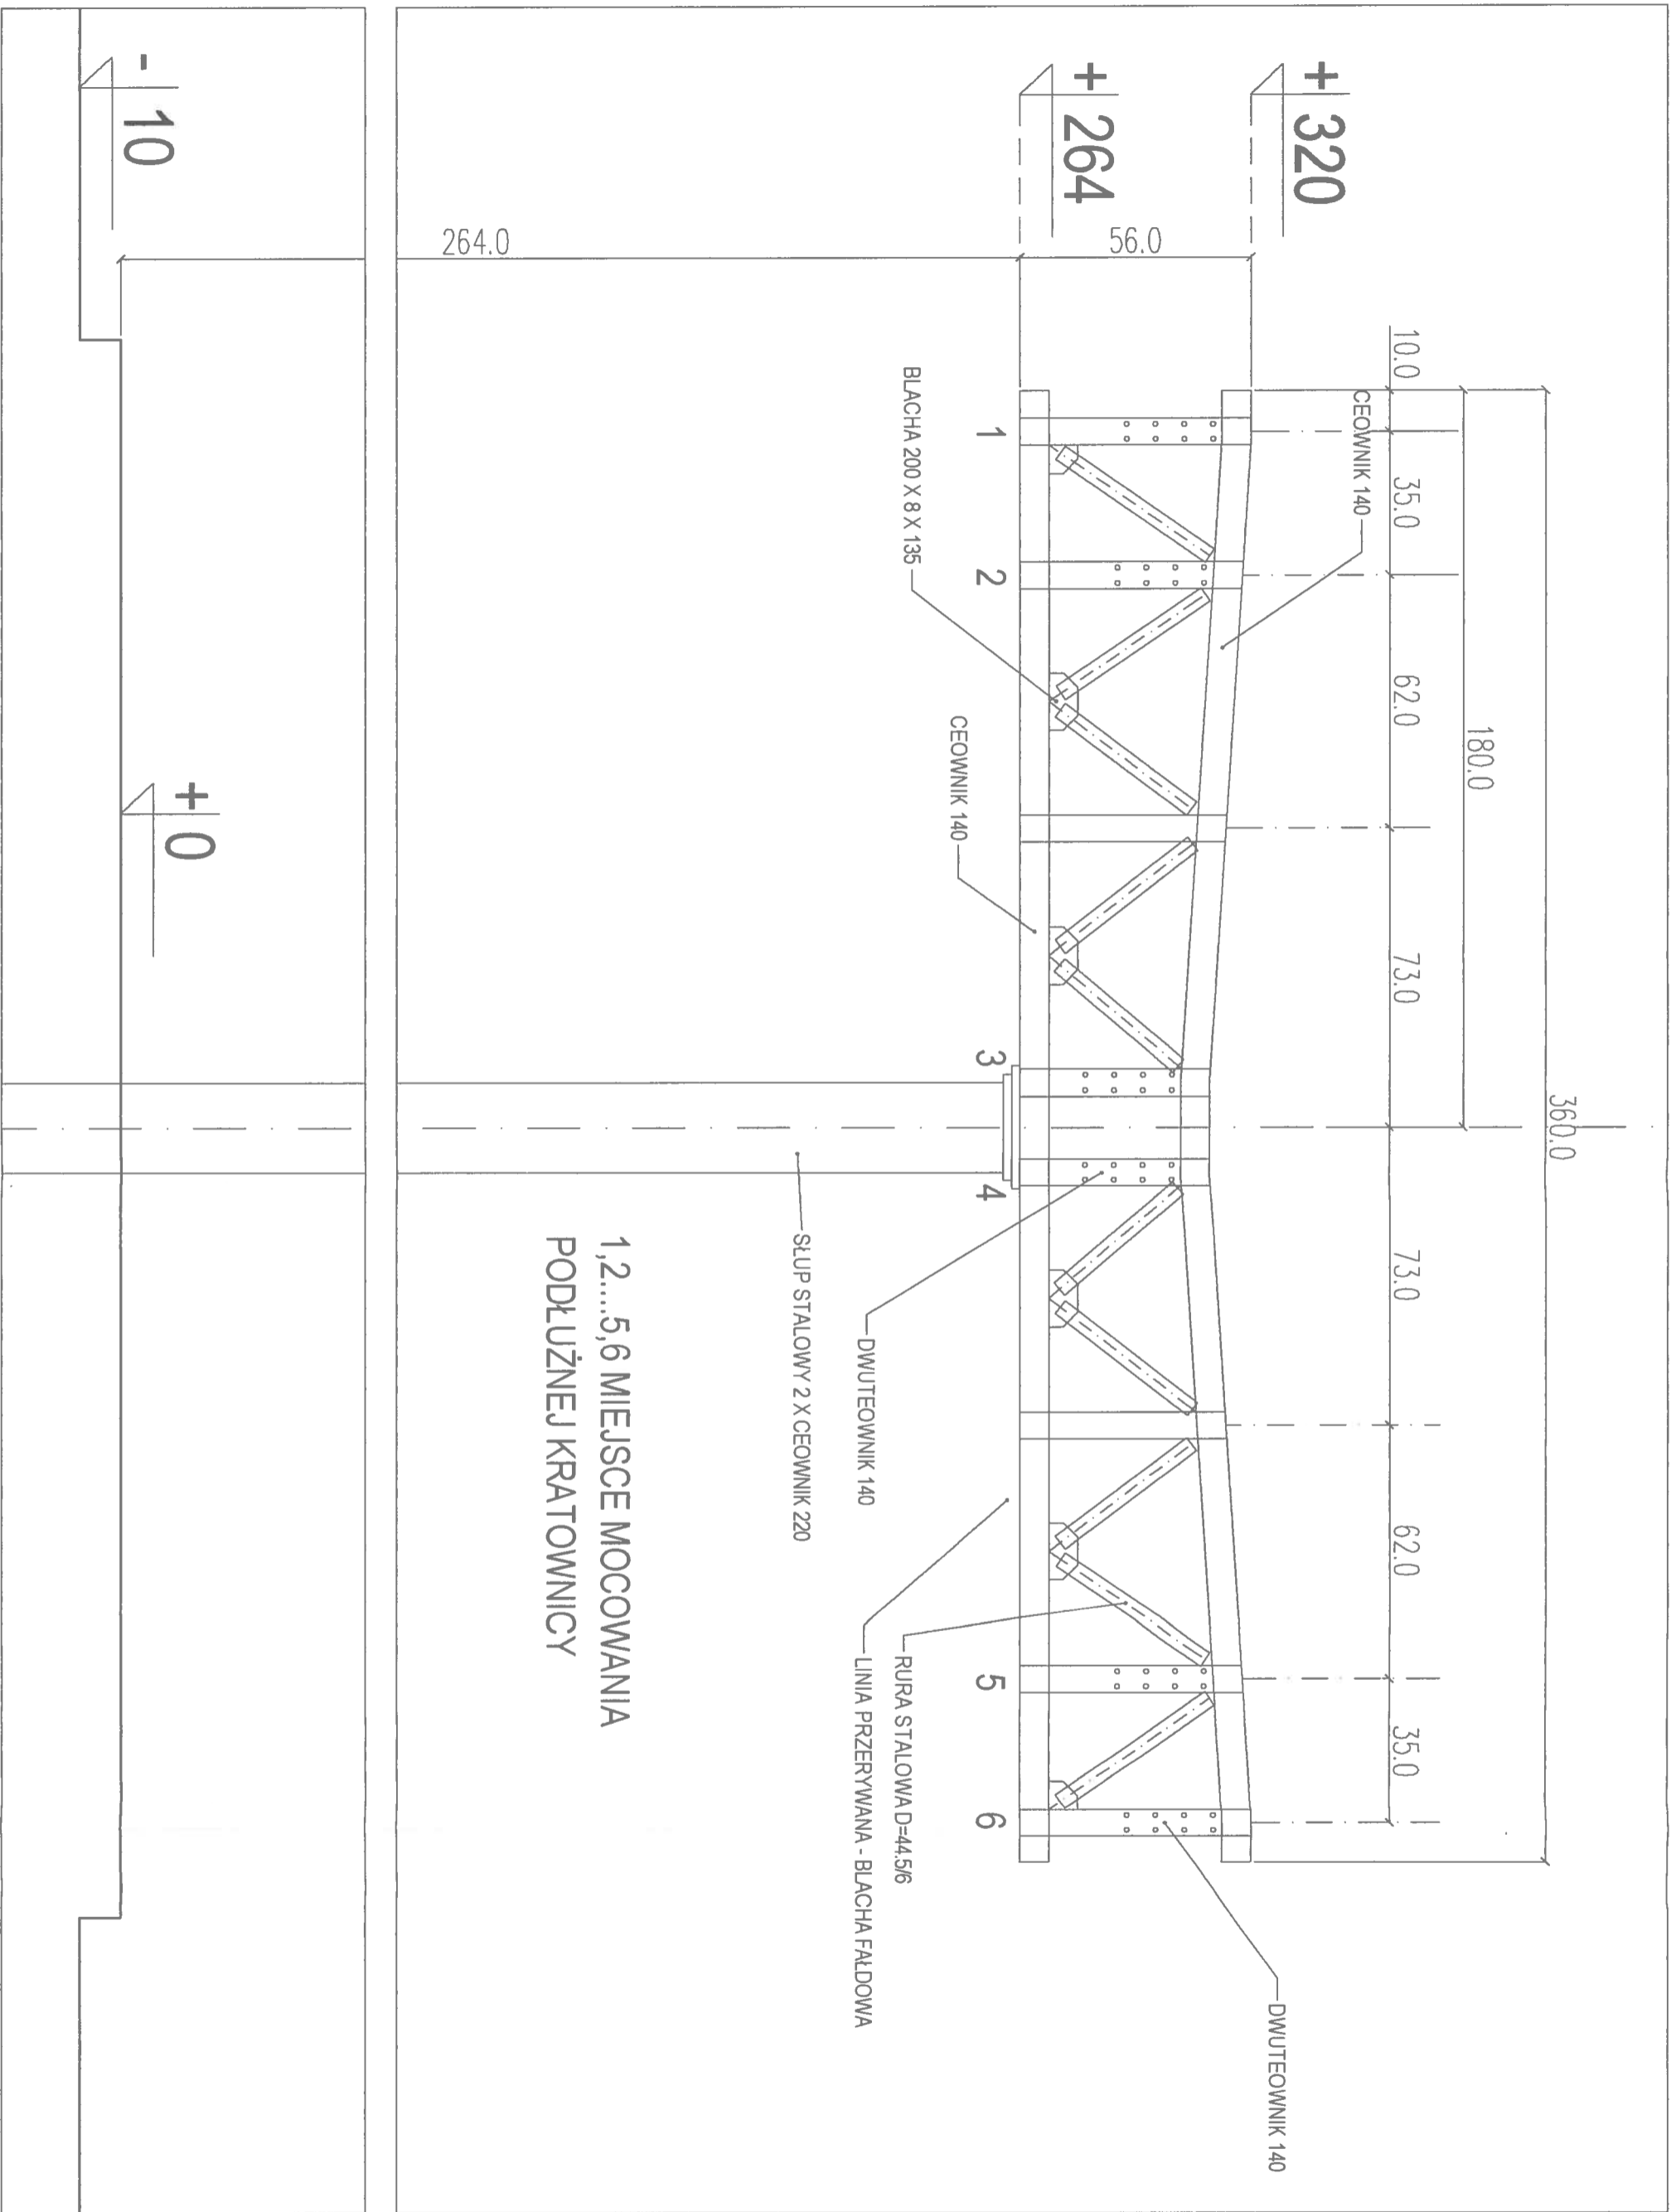 360.0
180.0
10.0
35.0
62.0
73.0
73.0
62.0
35.0
+ 320
+ 264
56.0
264.0
CEOWNIK 140
DWUTEOWNIK 140
BLACHA 200 X 8 X 135
CEOWNIK 140
1
2
3
4
5
6
RURA STALOWA D=44.5/6
LINIA PRZERYWANA - BLACHA FAŁDOWA
DWUTEOWNIK 140
SŁUP STALOWY 2 X CEOWNIK 220
1,2....5,6 MIEJSCE MOCOWANIA
PODŁUŻNEJ KRATOWNICY
+ 0
- 10